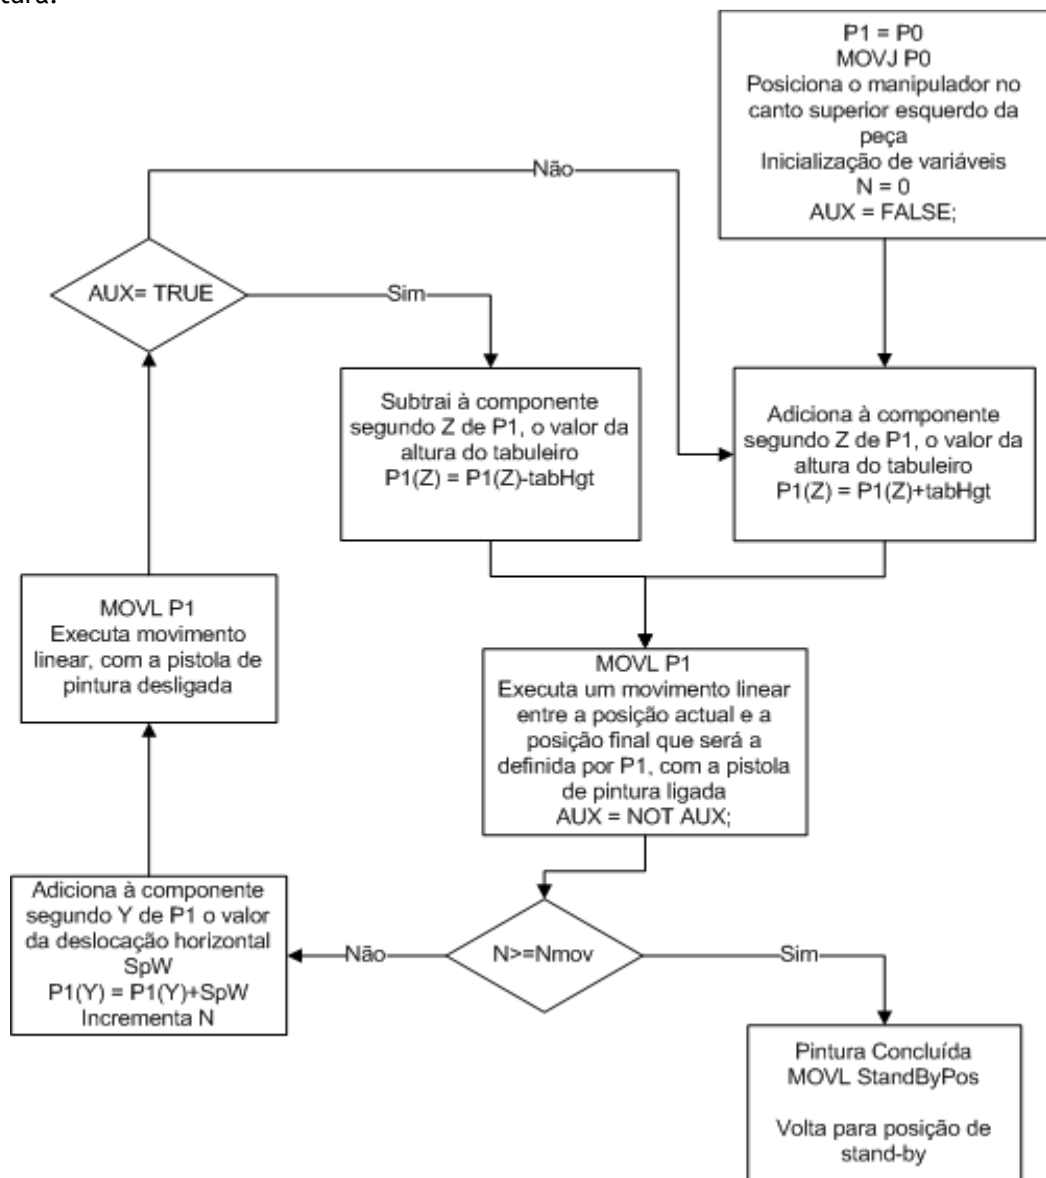 tura.
P1 = P0
MOVJ P0
Posiciona o manipulador no
canto superior esquerdo da
peça
Inicialização de variáveis
N = 0
AUX = FALSE;
Não
AUX= TRUE
Sim
Subtrai à componente
segundo Z de P1, o valor da
altura do tabuleiro
P1(Z) = P1(Z)-tabHgt
Adiciona à componente
segundo Z de P1, o valor da
altura do tabuleiro
P1(Z) = P1(Z)+tabHgt
MOVL P1
Executa movimento
linear, com a pistola de
pintura desligada
MOVL P1
Executa um movimento linear
entre a posição actual e a
posição final que será a
definida por P1, com a pistola
de pintura ligada
AUX = NOT AUX;
Adiciona à componente
segundo Y de P1 o valor
da deslocação horizontal
SpW
P1(Y) = P1(Y)+SpW
Incrementa N
Não
N>=Nmov
Sim
Pintura Concluída
MOVL StandByPos
Volta para posição de
stand-by